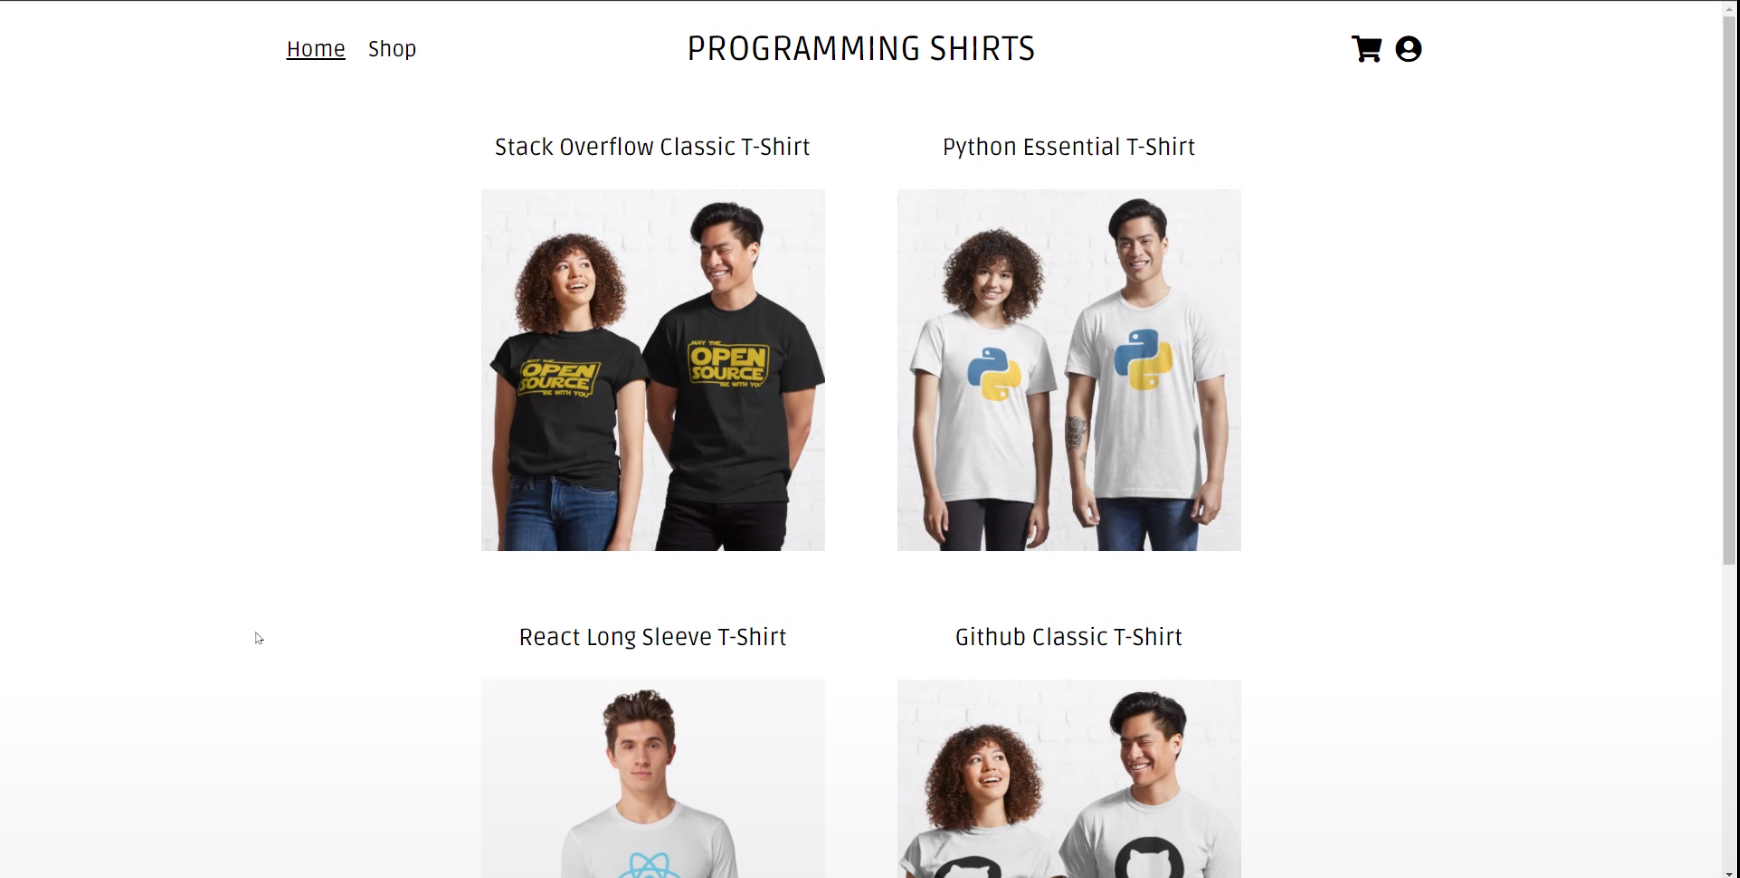 Home Shop PROGRAMMING SHIRTS
Stack Overflow Classic T-Shirt
Python Essential T-Shirt
MAY THE
OPEN
SOURCE
BE WITH YOU
MAY THE
OPEN
SOURCE
BE WITH YOU
React Long Sleeve T-Shirt
Github Classic T-Shirt